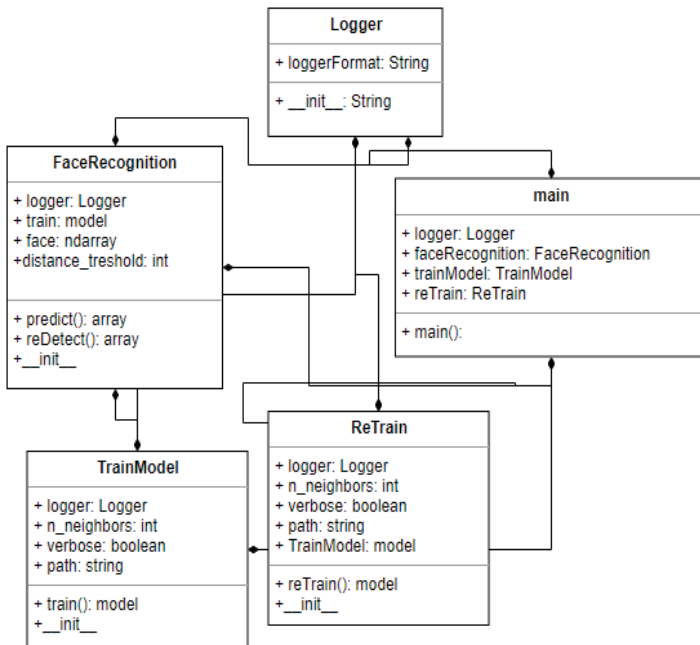 Logger
+ loggerFormat: String
+ __init__: String
FaceRecognition
+ logger: Logger
+ train: model
+ face: ndarray
+distance_treshold: int
+ predict(): array
+ reDetect(): array
+__init__
main
+ logger: Logger
+ faceRecognition: FaceRecognition
+ trainModel: TrainModel
+ reTrain: ReTrain
+ main():
TrainModel
+ logger: Logger
+ n_neighbors: int
+ verbose: boolean
+ path: string
+ train(): model
+__init__
ReTrain
+ logger: Logger
+ n_neighbors: int
+ verbose: boolean
+ path: string
+ TrainModel: model
+ reTrain(): model
+__init__